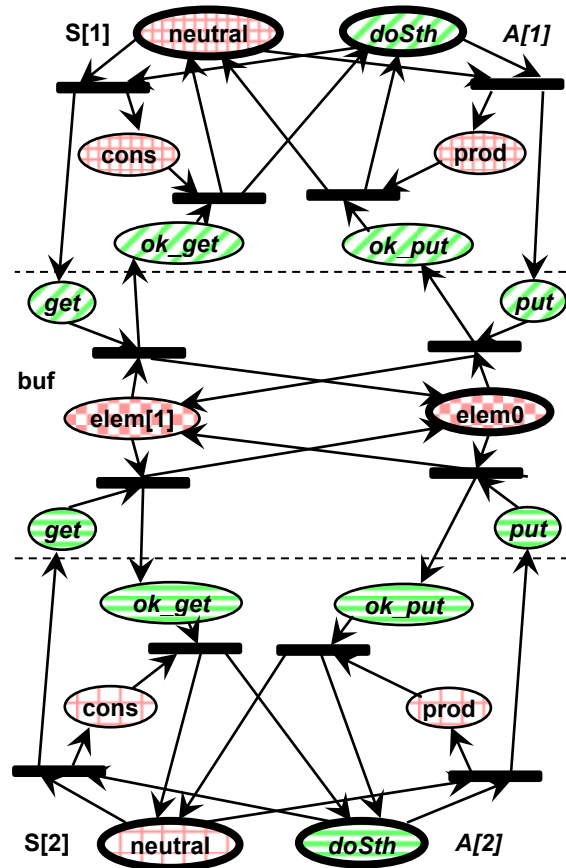 S[1] neutral doSth A[1]
cons prod
ok_get ok_put
get put
buf
elem[1] elem0
get put
ok_get ok_put
cons prod
S[2] neutral doSth A[2]